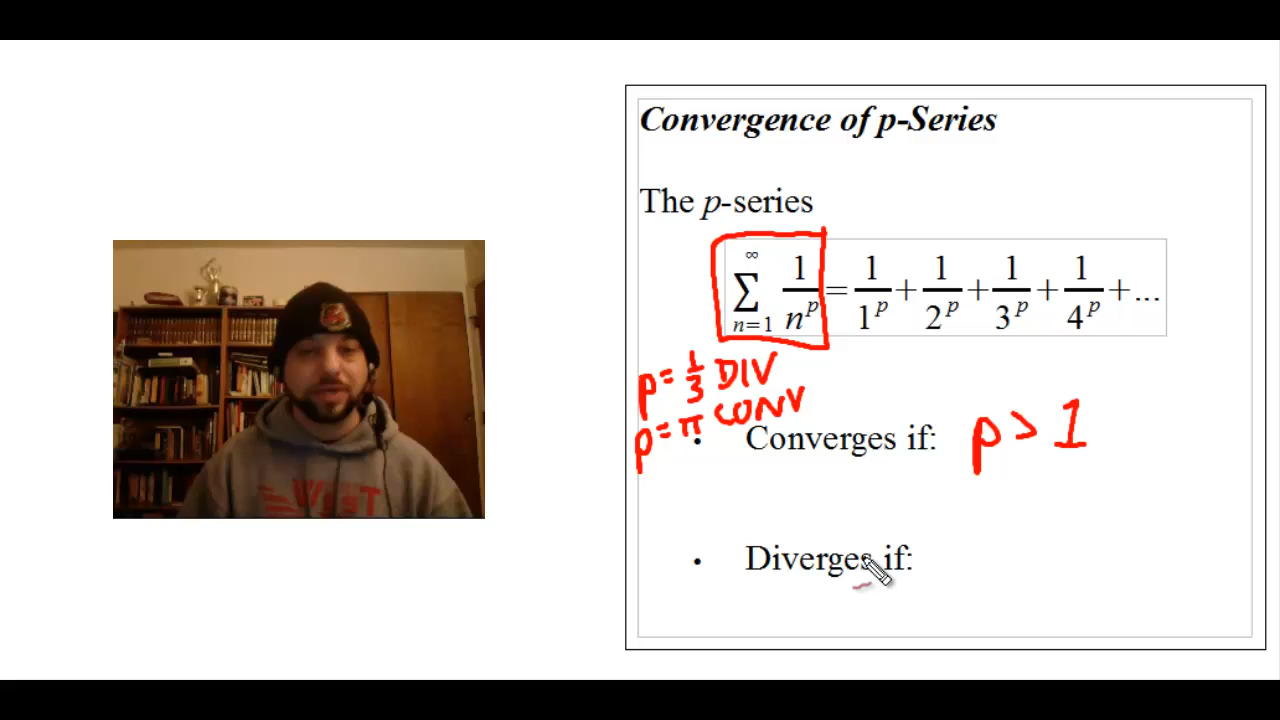 Convergence of p-Series
The p-series
∞
∑ 1/n^p = 1/1^p + 1/2^p + 1/3^p + 1/4^p + ...
n=1
p = 1/3 DIV
p = π CONV
• Converges if: p > 1
• Diverges if:
WEST